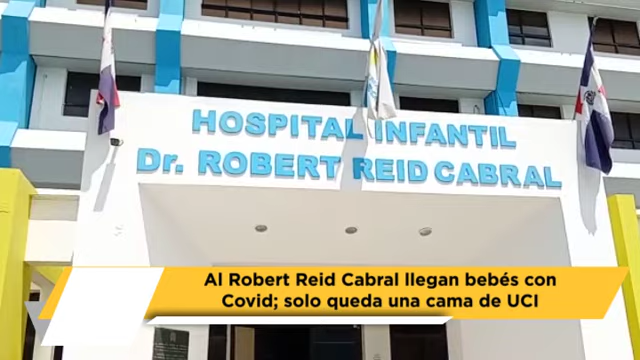 HOSPITAL INFANTIL
Dr. ROBERT REID CABRAL
Al Robert Reid Cabral llegan bebés con
Covid; solo queda una cama de UCI